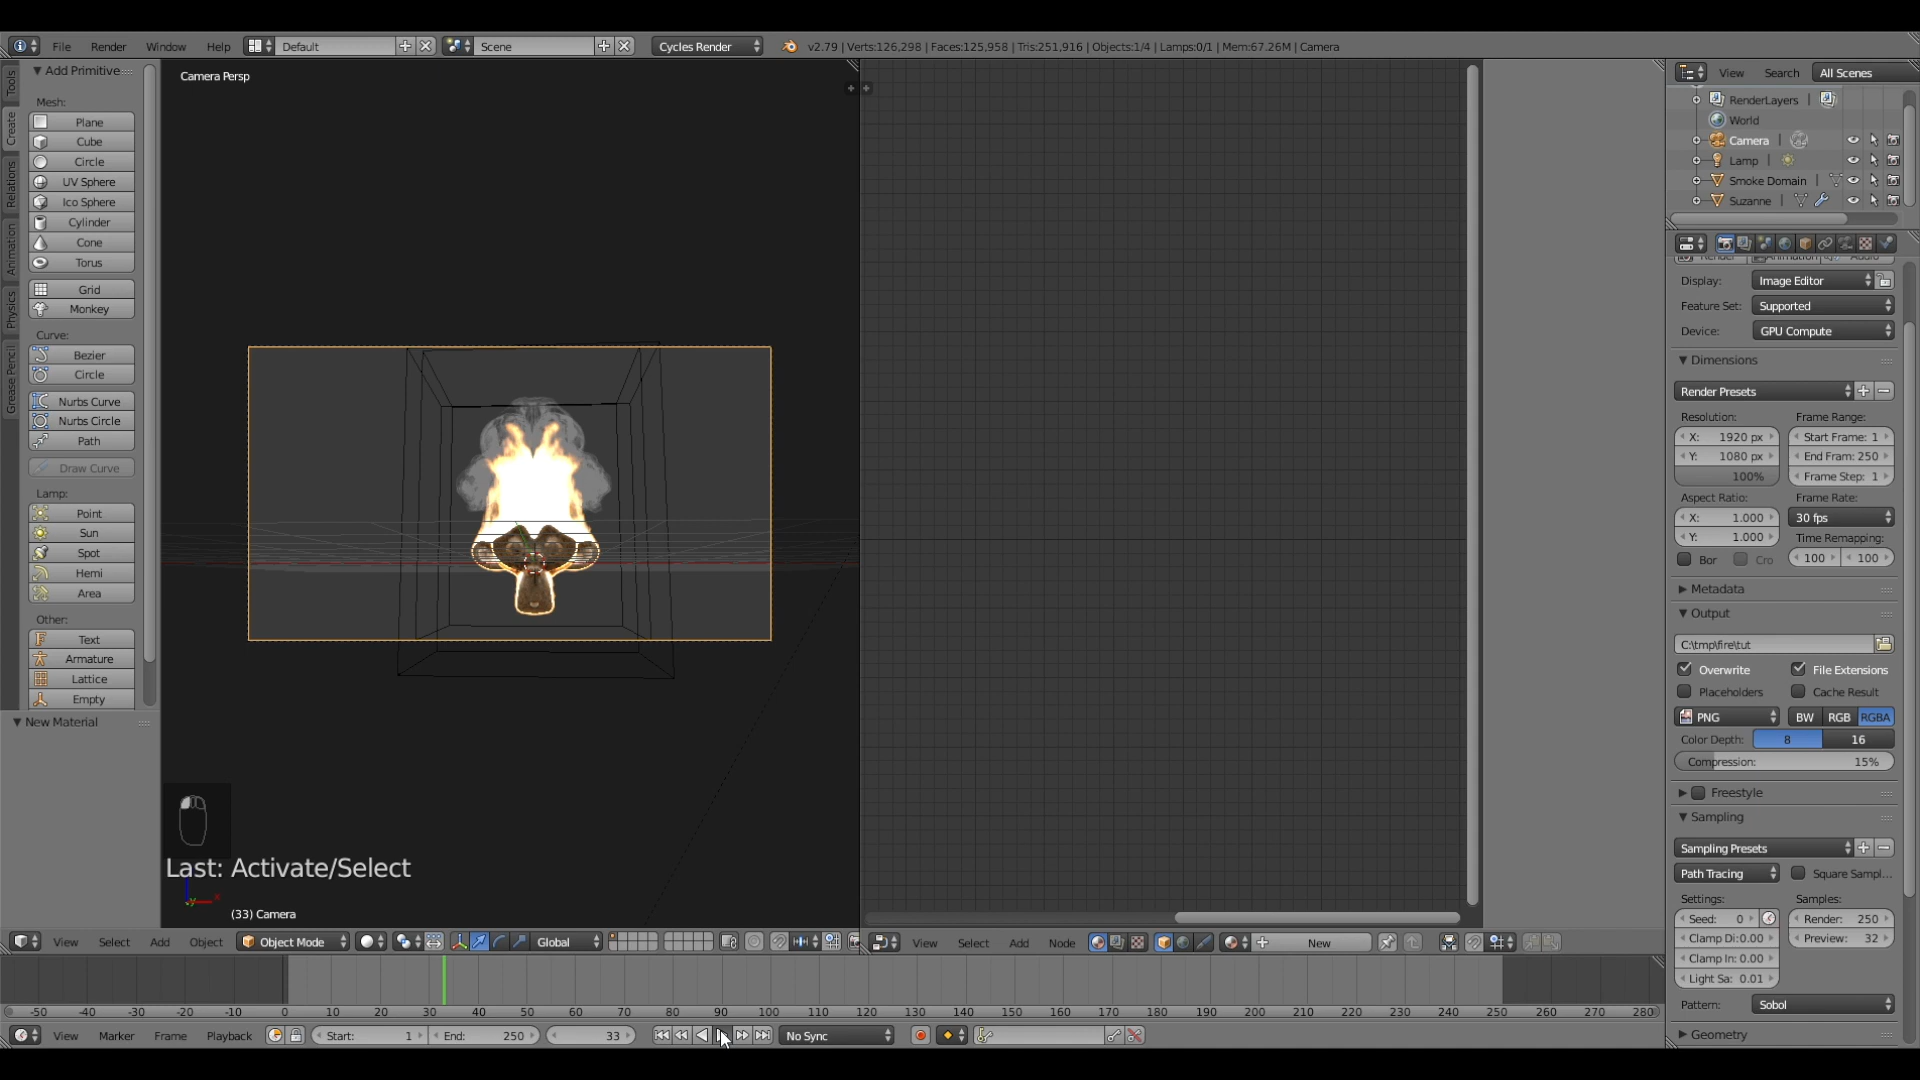 File Render Window Help Default Scene Cycles Render v2.79 | Verts:126,298 | Faces:125,958 | Tris:251,916 | Objects:1/4 | Lamps:0/1 | Mem:67.26M | Camera
Tools
Create
Relations
Animation
Physics
Grease Pencil
Add Primitive
Mesh:
Plane
Cube
Circle
UV Sphere
Ico Sphere
Cylinder
Cone
Torus
Grid
Monkey
Curve:
Bezier
Circle
Nurbs Curve
Nurbs Circle
Path
Draw Curve
Lamp:
Point
Sun
Spot
Hemi
Area
Other:
Text
Armature
Lattice
Empty
New Material
Camera Persp
Last: Activate/Select
(33) Camera
View Select Add Object Object Mode Global
View Select Add Node New
View Search All Scenes
RenderLayers |
World
Camera |
Lamp |
Smoke Domain |
Suzanne |
Display: Image Editor
Feature Set: Supported
Device: GPU Compute
Dimensions
Render Presets
Resolution: Frame Range:
X: 1920 px Start Frame: 1
Y: 1080 px End Fram: 250
100% Frame Step: 1
Aspect Ratio: Frame Rate:
X: 1.000 30 fps
Y: 1.000 Time Remapping:
Bor Cro 100 100
Metadata
Output
C:\tmp\fire\tut
Overwrite File Extensions
Placeholders Cache Result
PNG BW RGB RGBA
Color Depth: 8 16
Compression: 15%
Freestyle
Sampling
Sampling Presets
Path Tracing Square Sampl...
Settings: Samples:
Seed: 0 Render: 250
Clamp Di:0.00 Preview: 32
Clamp In: 0.00
Light Sa: 0.01
Pattern: Sobol
Geometry
-50 -40 -30 -20 -10 0 10 20 30 40 50 60 70 80 90 100 110 120 130 140 150 160 170 180 190 200 210 220 230 240 250 260 270 280
View Marker Frame Playback Start: 1 End: 250 33 No Sync